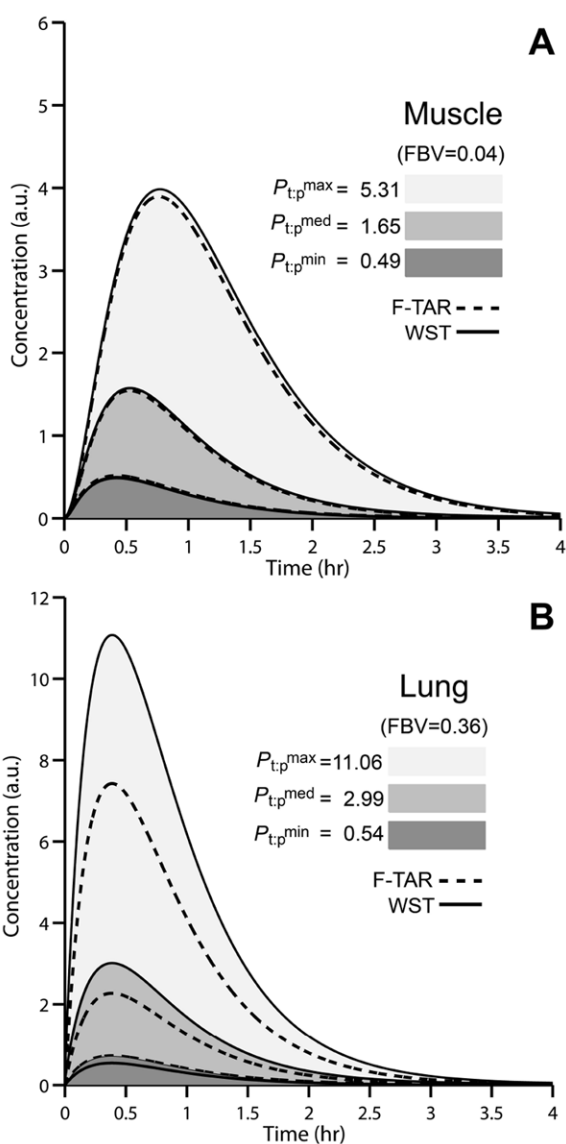 A
6
5
4
3
2
1
0
Concentration (a.u.)
Muscle
(FBV=0.04)
Pt:pmax = 5.31
Pt:pmed = 1.65
Pt:pmin = 0.49
F-TAR
WST
0 0.5 1 1.5 2 2.5 3 3.5 4
Time (hr)
B
12
10
8
6
4
2
0
Concentration (a.u.)
Lung
(FBV=0.36)
Pt:pmax =11.06
Pt:pmed = 2.99
Pt:pmin = 0.54
F-TAR
WST
0 0.5 1 1.5 2 2.5 3 3.5 4
Time (hr)